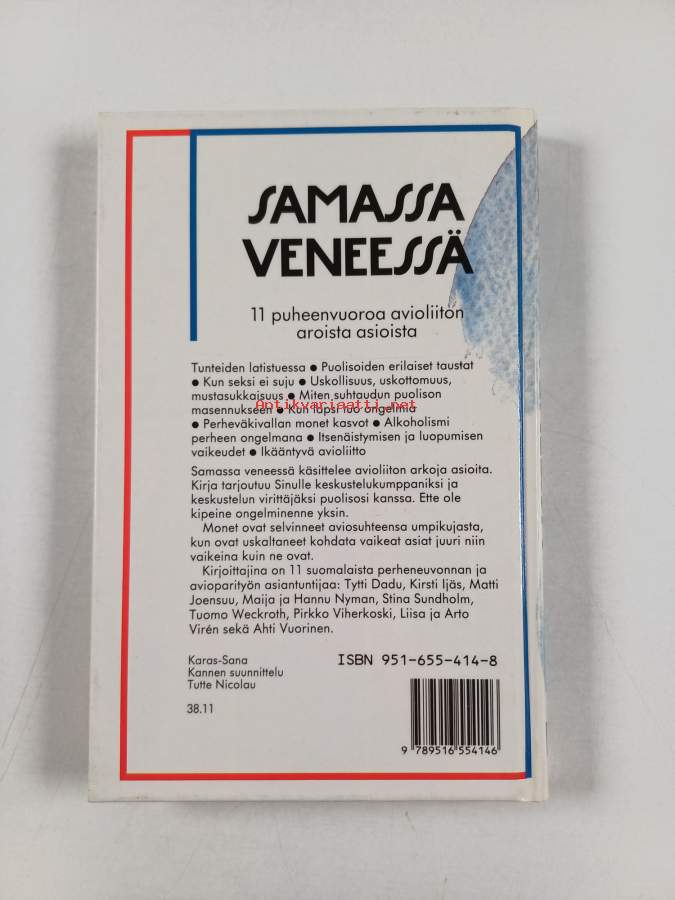 SAMASSA
VENEESSÄ
11 puheenvuoroa avioliiton
aroista asioista
Tunteiden latistuessa ● Puolisoiden erilaiset taustat
● Kun seksi ei suju ● Uskollisuus, uskottomuus,
mustasukkaisuus ● Miten suhtaudun puolison
masennukseen ● Kun lapsi tuo ongelmia
Antikvariaatti.net
● Perheväkivallan monet kasvot ● Alkoholismi
perheen ongelmana ● Itsenäistymisen ja luopumisen
vaikeudet ● Ikääntyvä avioliitto
Samassa veneessä käsittelee avioliiton arkoja asioita.
Kirja tarjoutuu Sinulle keskustelukumppaniksi ja
keskustelun virittäjäksi puolisosi kanssa. Ette ole
kipeine ongelminenne yksin.
Monet ovat selvinneet aviosuhteensa umpikujasta,
kun ovat uskaltaneet kohdata vaikeat asiat juuri niin
vaikeina kuin ne ovat.
Kirjoittajina on 11 suomalaista perheneuvonnan ja
avioparityön asiantuntijaa: Tytti Dadu, Kirsti Ijäs, Matti
Joensuu, Maija ja Hannu Nyman, Stina Sundholm,
Tuomo Weckroth, Pirkko Viherkoski, Liisa ja Arto
Virén sekä Ahti Vuorinen.
Karas-Sana
Kannen suunnittelu
Tutte Nicolau
38.11
ISBN 951-655-414-8
9 789516 554146